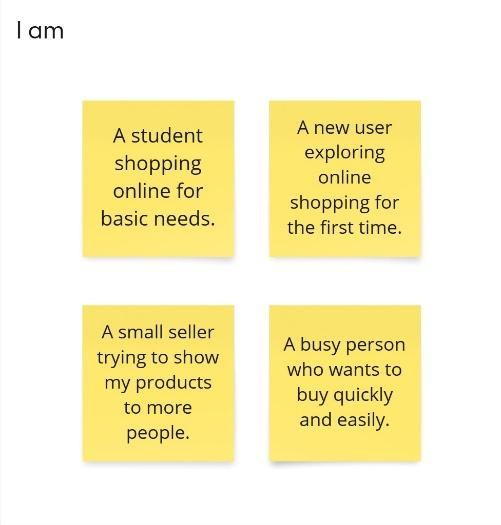 I am
A student
shopping
online for
basic needs.
A new user
exploring
online
shopping for
the first time.
A small seller
trying to show
my products
to more
people.
A busy person
who wants to
buy quickly
and easily.